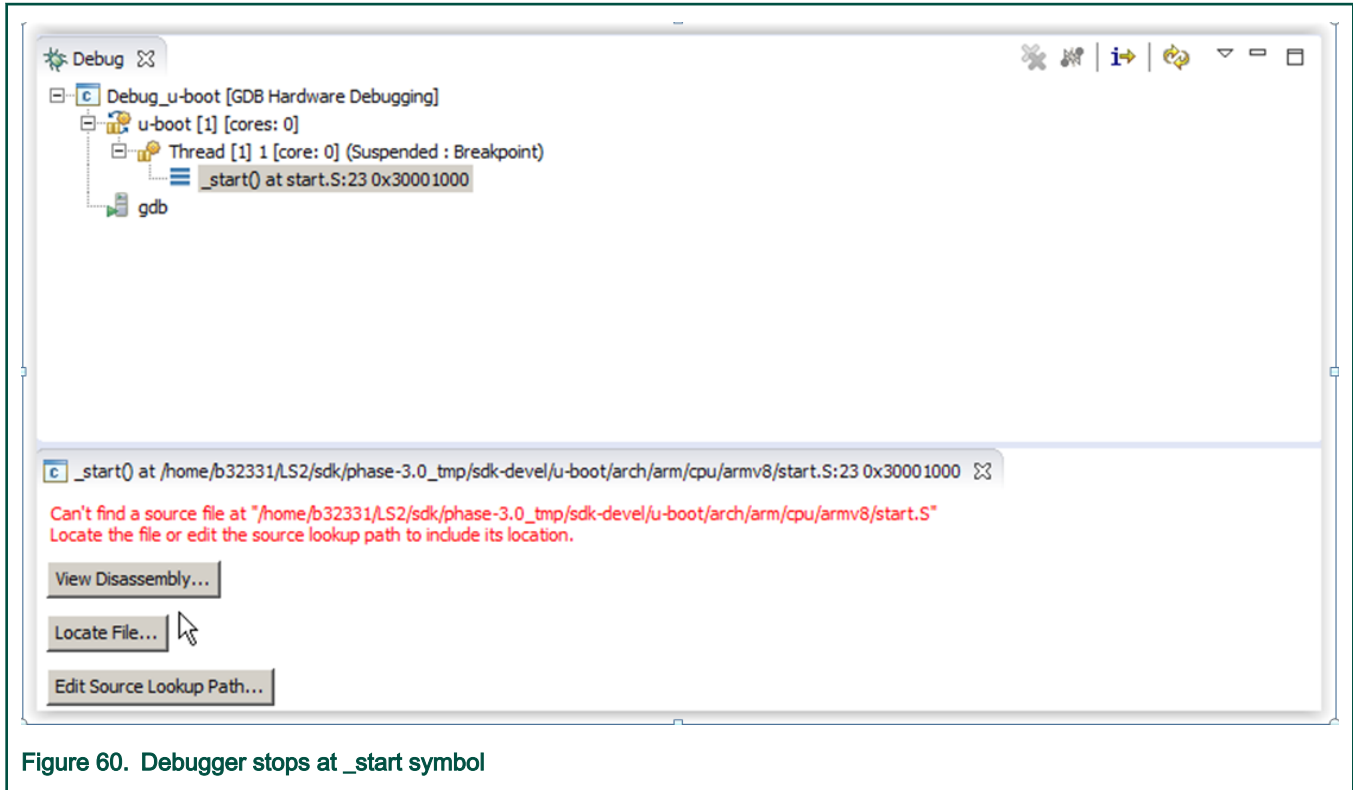 Debug
Debug_u-boot [GDB Hardware Debugging]
u-boot [1] [cores: 0]
Thread [1] 1 [core: 0] (Suspended : Breakpoint)
_start() at start.S:23 0x30001000
gdb
_start() at /home/b32331/LS2/sdk/phase-3.0_tmp/sdk-devel/u-boot/arch/arm/cpu/armv8/start.S:23 0x30001000
Can't find a source file at "/home/b32331/LS2/sdk/phase-3.0_tmp/sdk-devel/u-boot/arch/arm/cpu/armv8/start.S"
Locate the file or edit the source lookup path to include its location.
View Disassembly...
Locate File...
Edit Source Lookup Path...
Figure 60. Debugger stops at _start symbol